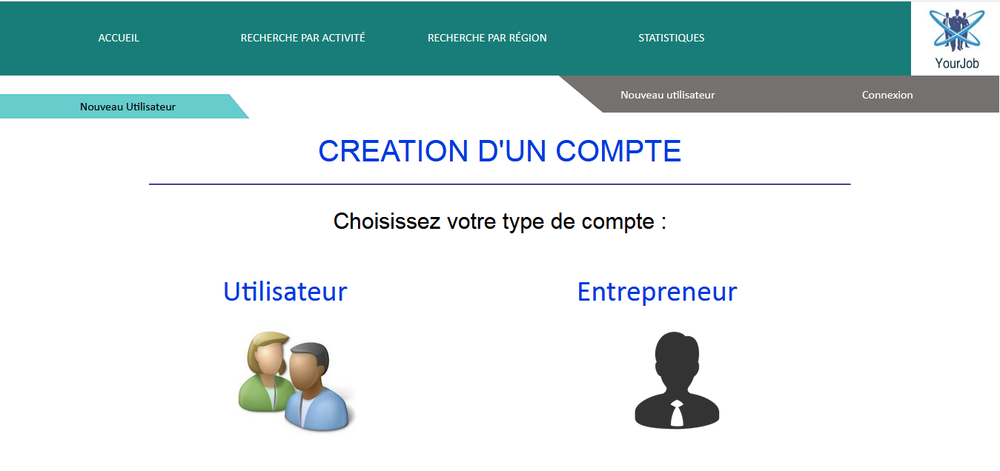 ACCUEIL
RECHERCHE PAR ACTIVITÉ
RECHERCHE PAR RÉGION
STATISTIQUES
YourJob
Nouveau utilisateur
Connexion
Nouveau Utilisateur
CREATION D'UN COMPTE
Choisissez votre type de compte :
Utilisateur
Entrepreneur